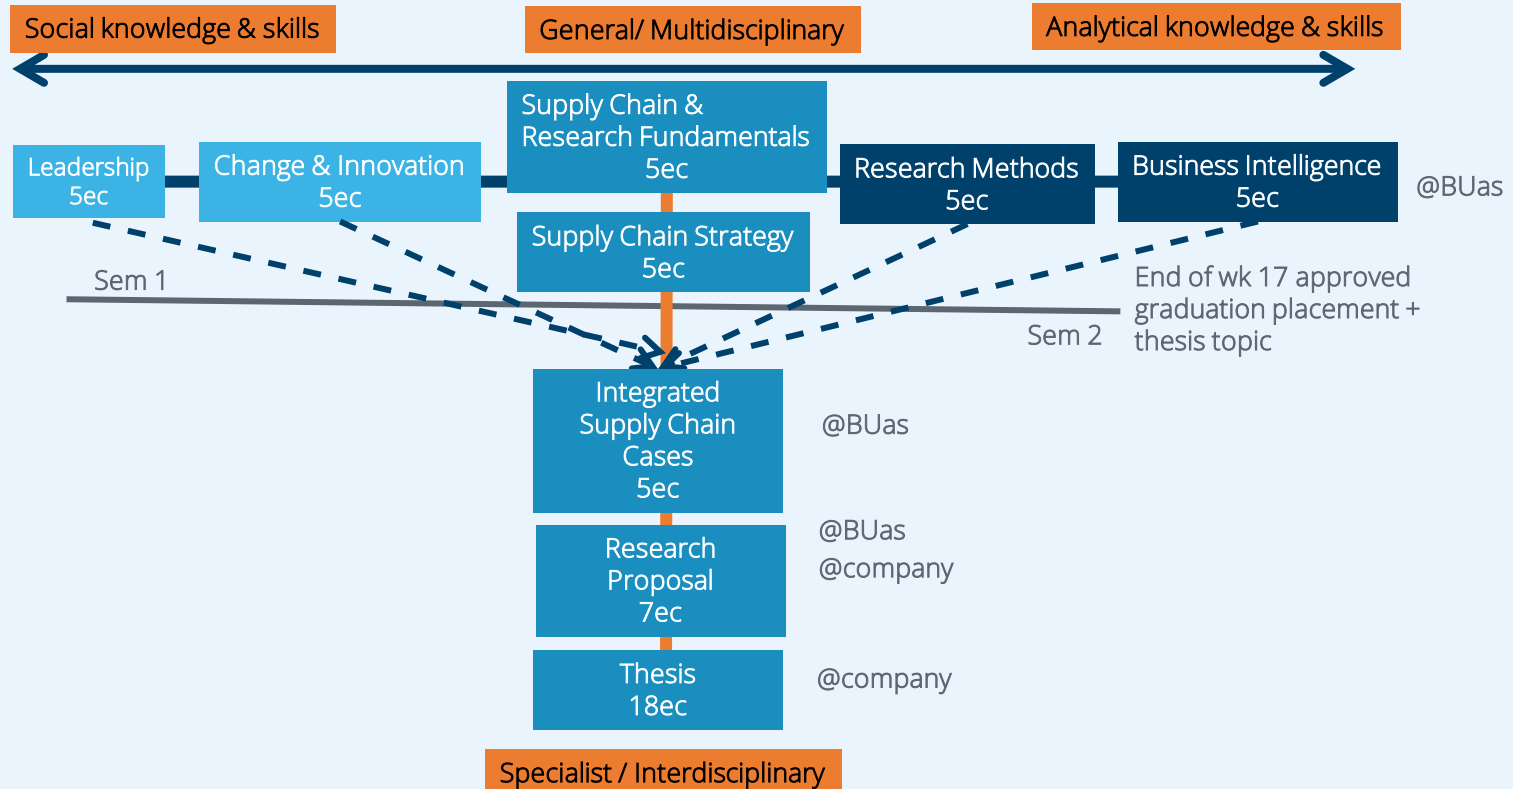 Social knowledge & skills
General/ Multidisciplinary
Analytical knowledge & skills
Leadership
5ec
Change & Innovation
5ec
Supply Chain &
Research Fundamentals
5ec
Research Methods
5ec
Business Intelligence
5ec
@BUas
Supply Chain Strategy
5ec
Sem 1
Sem 2
End of wk 17 approved
graduation placement +
thesis topic
Integrated
Supply Chain
Cases
5ec
@BUas
Research
Proposal
7ec
@BUas
@company
Thesis
18ec
@company
Specialist / Interdisciplinary